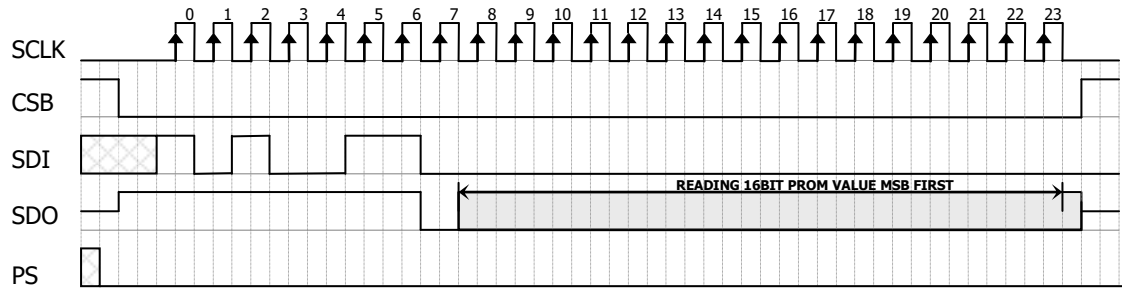 0 1 2 3 4 5 6 7 8 9 10 11 12 13 14 15 16 17 18 19 20 21 22 23
SCLK
CSB
SDI
READING 16BIT PROM VALUE MSB FIRST
SDO
PS